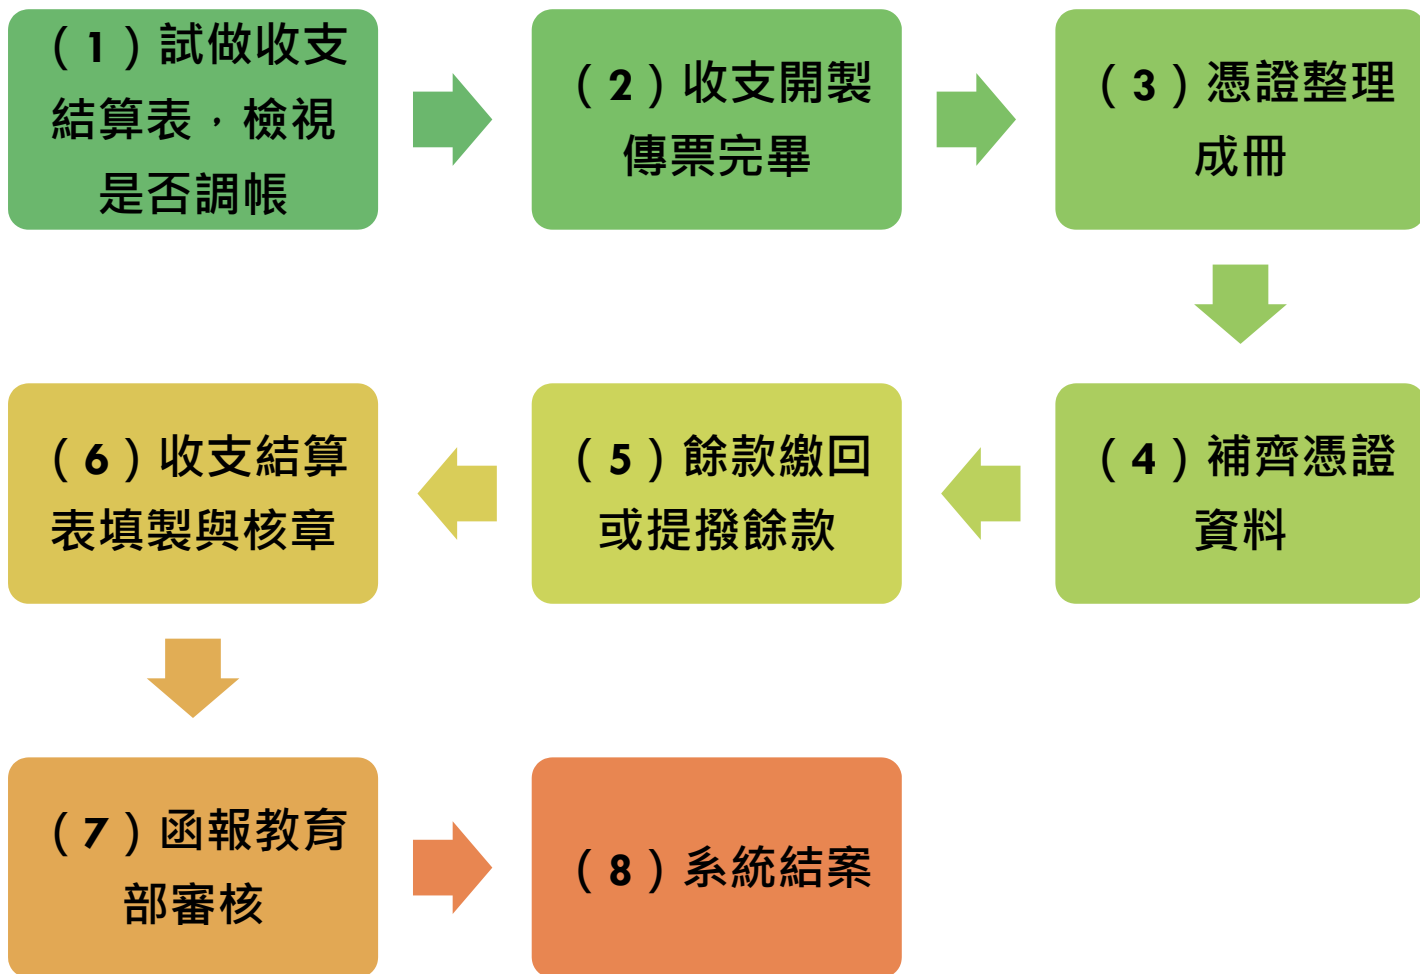 （1）試做收支
結算表，檢視
是否調帳
（2）收支開製
傳票完畢
（3）憑證整理
成冊
（4）補齊憑證
資料
（5）餘款繳回
或提撥餘款
（6）收支結算
表填製與核章
（7）函報教育
部審核
（8）系統結案